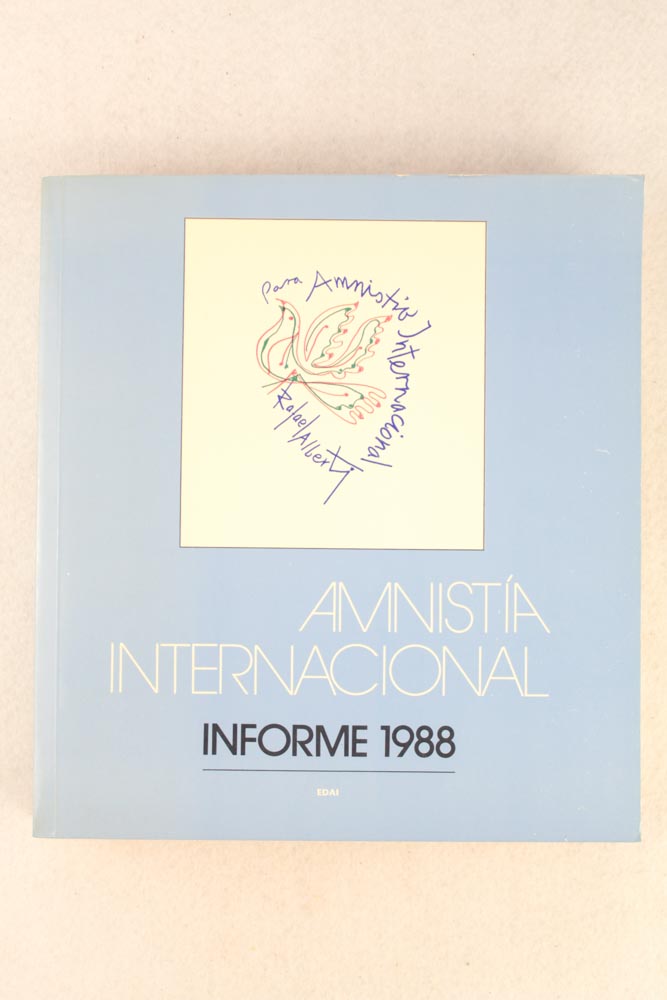 Para Amnistía Internacional
Rafael Alberti
AMNISTÍA
INTERNACIONAL
INFORME 1988
EDAI